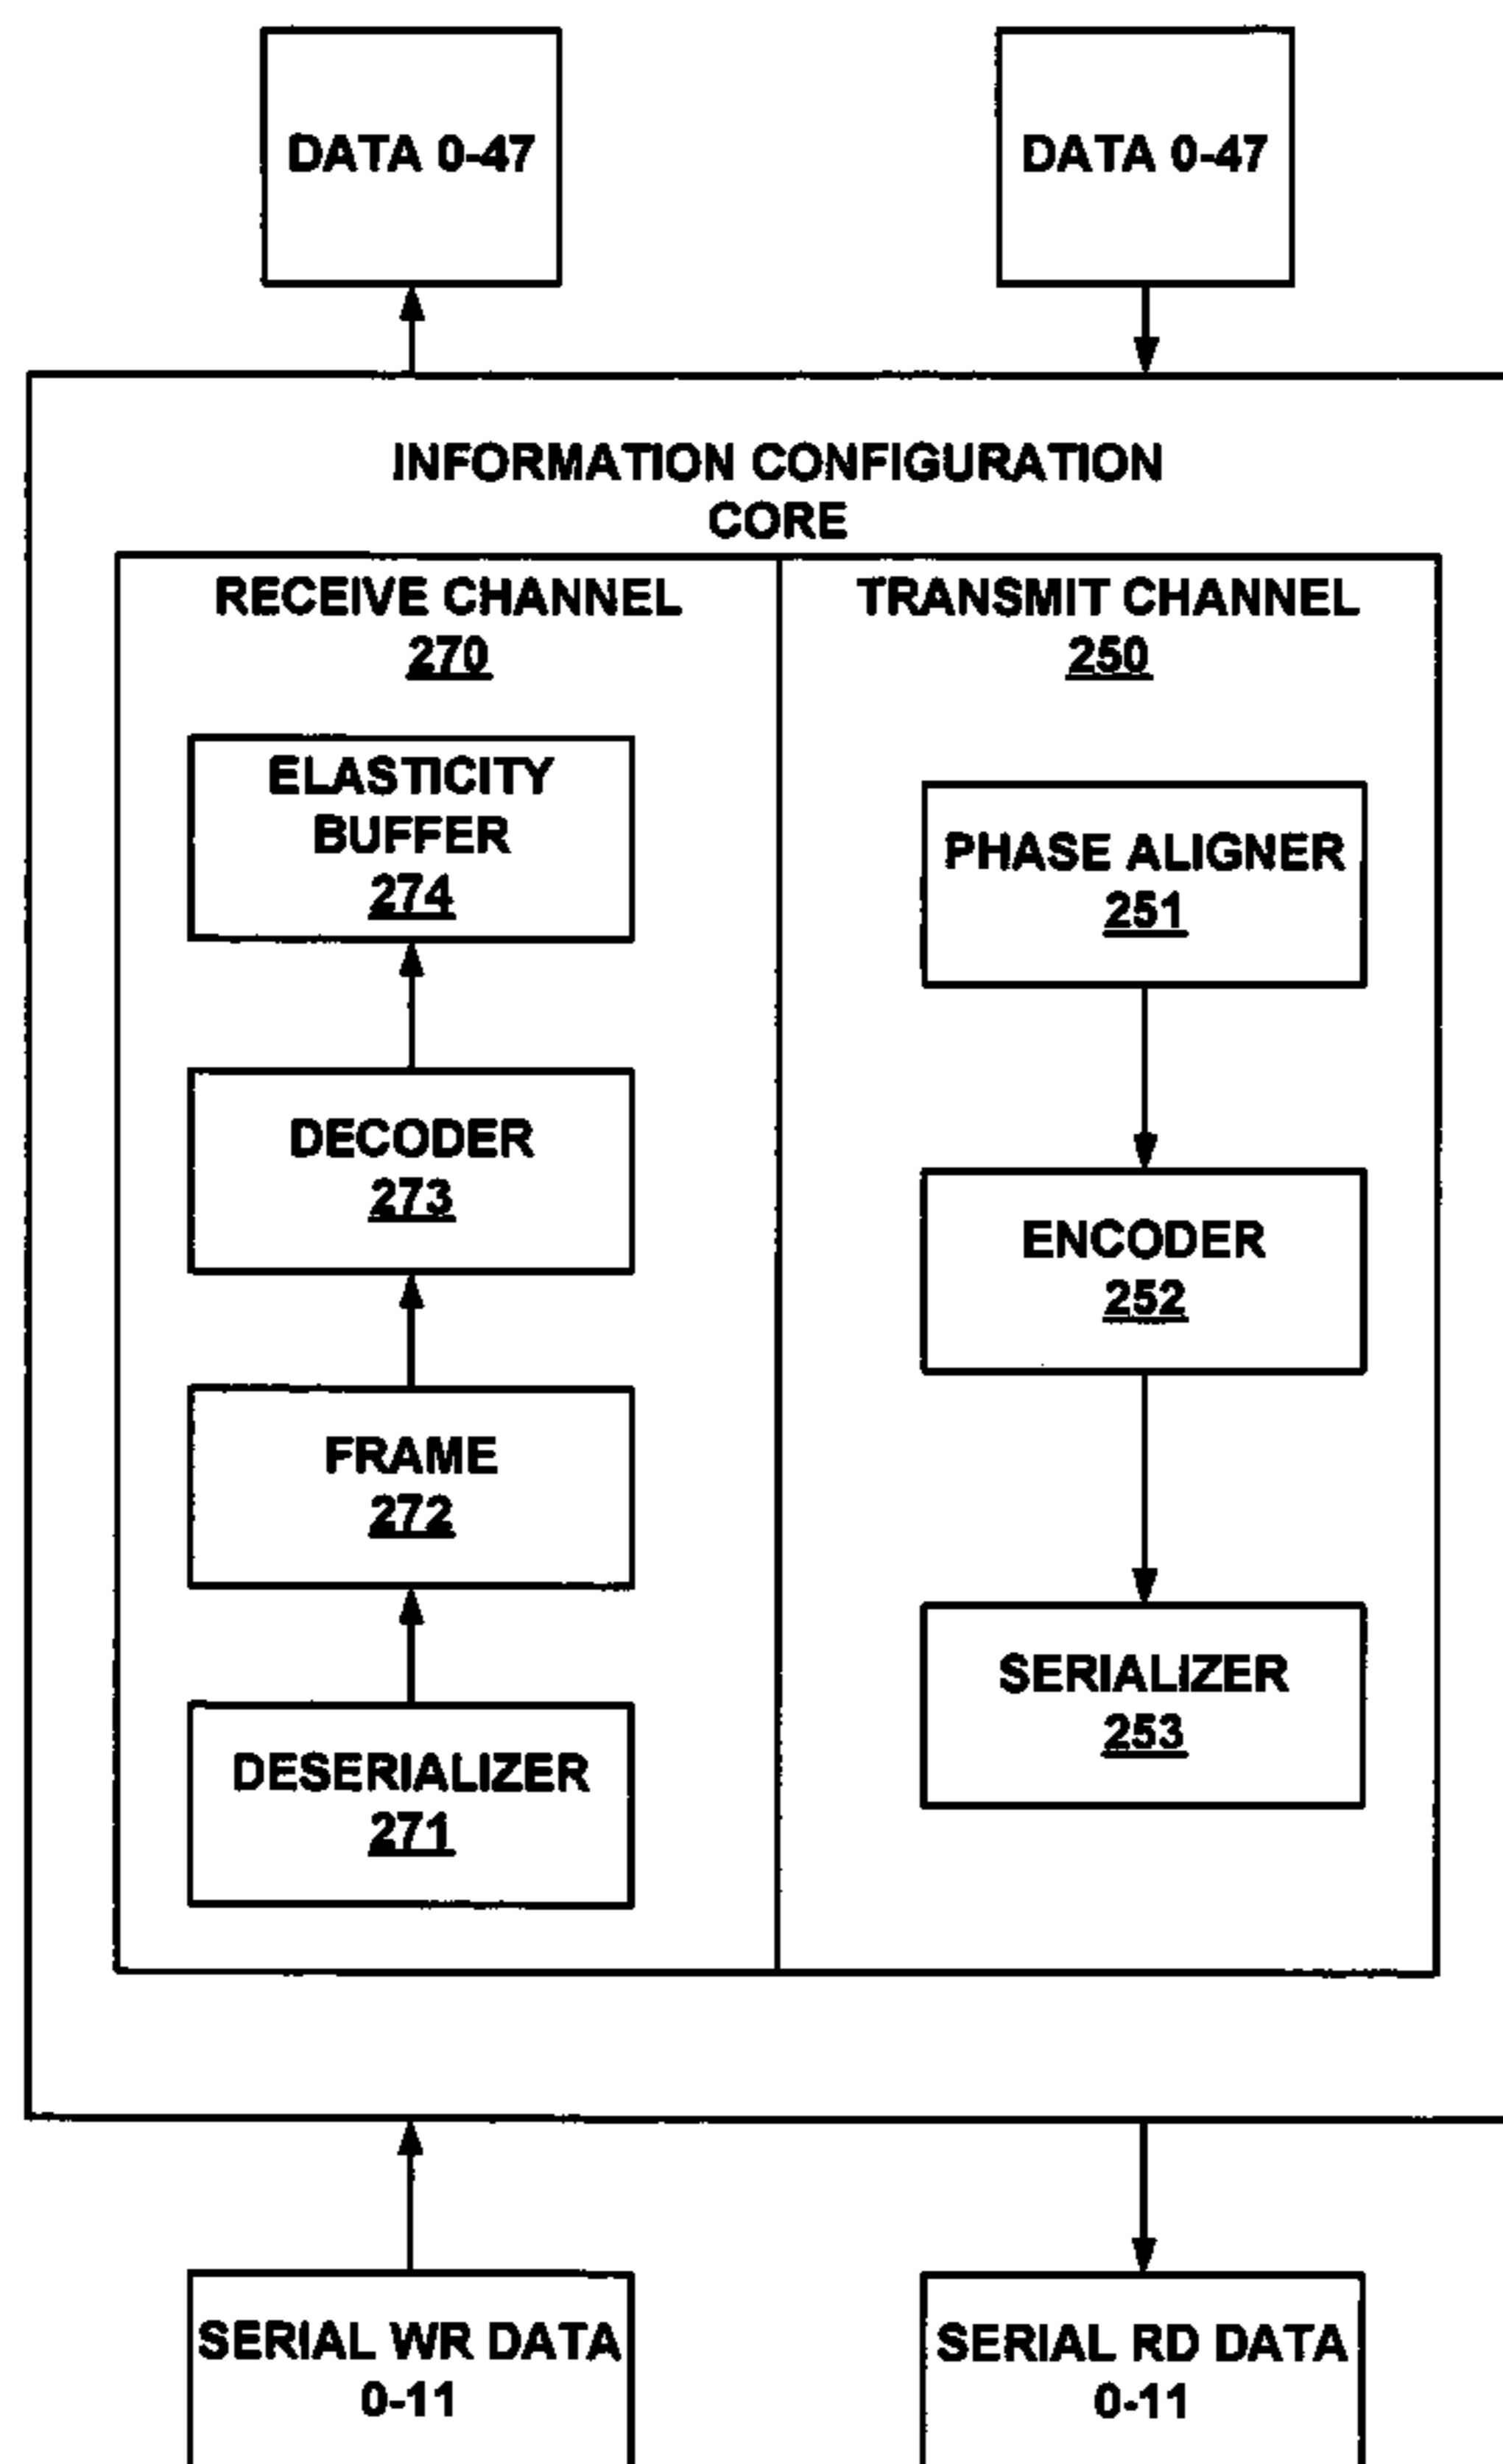 DATA 0-47
DATA 0-47
INFORMATION CONFIGURATION
CORE
RECEIVE CHANNEL
270
ELASTICITY
BUFFER
274
DECODER
273
FRAME
272
DESERIALIZER
271
TRANSMIT CHANNEL
250
PHASE ALIGNER
251
ENCODER
252
SERIALIZER
253
SERIAL WR DATA
0-11
SERIAL RD DATA
0-11